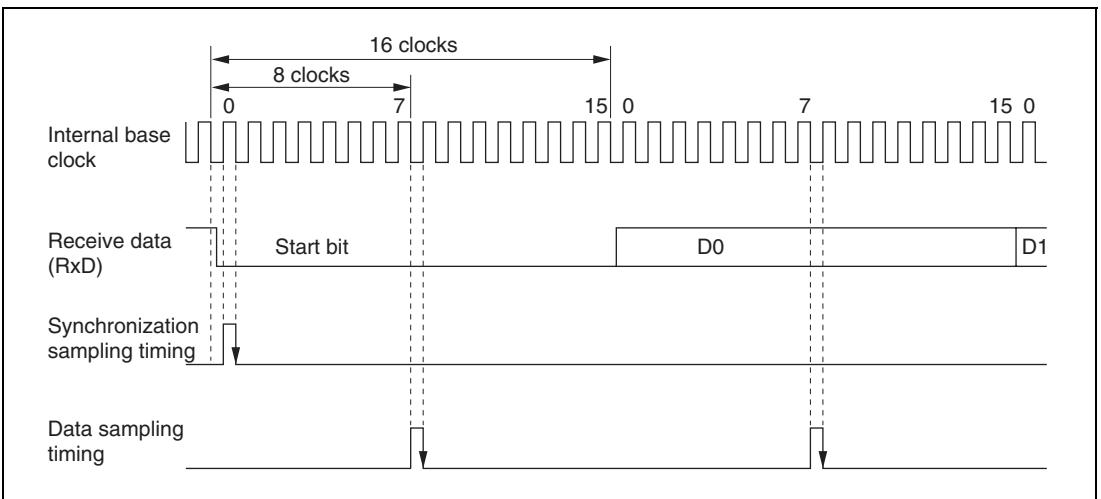 16 clocks
8 clocks
0 7 15 0 7 15 0
Internal base
clock
Receive data
(RxD)
Start bit
D0
D1
Synchronization
sampling timing
Data sampling
timing